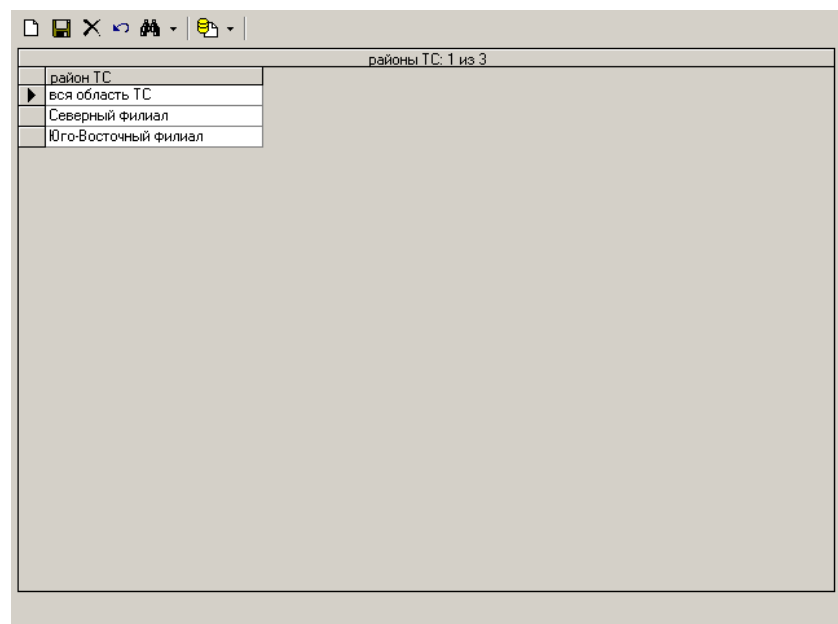 районы ТС: 1 из 3
район ТС
вся область ТС
Северный филиал
Юго-Восточный филиал